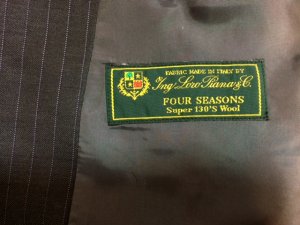 FABRIC MADE IN ITALY BY
Ing. Loro Piana & C.
FOUR SEASONS
Super 130'S Wool